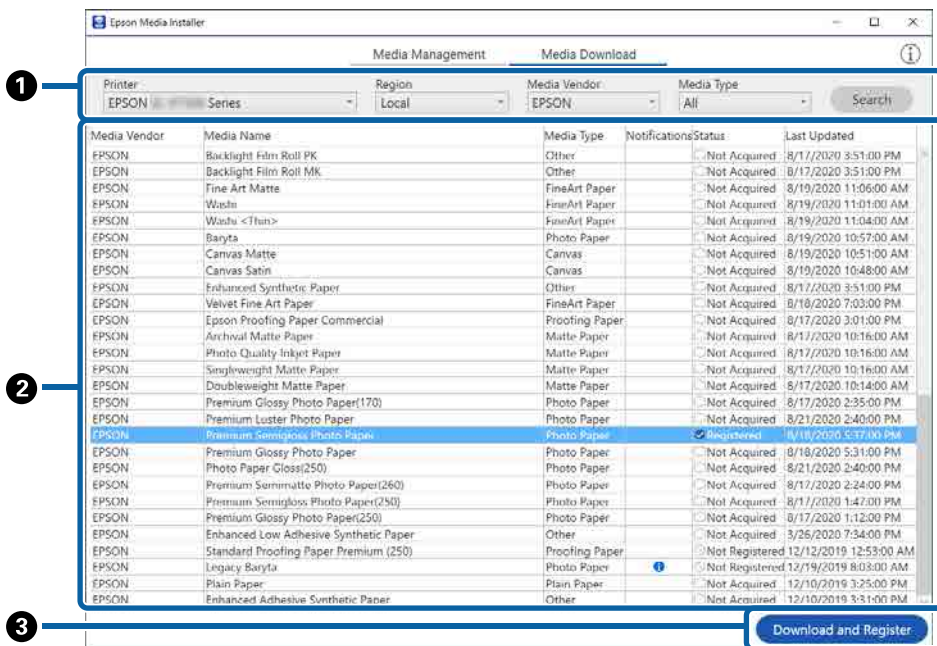 Epson Media Installer
Media Management Media Download
1
Printer Region Media Vendor Media Type
EPSON Series Local EPSON All Search
Media Vendor Media Name Media Type Notifications Status Last Updated
EPSON Backlight Film Roll PK Other Not Acquired 8/17/2020 3:51:00 PM
EPSON Backlight Film Roll MK Other Not Acquired 8/17/2020 3:51:00 PM
EPSON Fine Art Matte FineArt Paper Not Acquired 8/19/2020 11:06:00 AM
EPSON Washi FineArt Paper Not Acquired 8/19/2020 11:01:00 AM
EPSON Washi <Thin> FineArt Paper Not Acquired 8/19/2020 11:04:00 AM
EPSON Baryta Photo Paper Not Acquired 8/19/2020 10:57:00 AM
EPSON Canvas Matte Canvas Not Acquired 8/19/2020 10:51:00 AM
EPSON Canvas Satin Canvas Not Acquired 8/19/2020 10:48:00 AM
EPSON Enhanced Synthetic Paper Other Not Acquired 8/17/2020 3:51:00 PM
EPSON Velvet Fine Art Paper FineArt Paper Not Acquired 8/18/2020 7:03:00 PM
EPSON Epson Proofing Paper Commercial Proofing Paper Not Acquired 8/17/2020 3:01:00 PM
EPSON Archival Matte Paper Matte Paper Not Acquired 8/17/2020 10:16:00 AM
EPSON Photo Quality Inkjet Paper Matte Paper Not Acquired 8/17/2020 10:16:00 AM
EPSON Singleweight Matte Paper Matte Paper Not Acquired 8/17/2020 10:16:00 AM
2
EPSON Doubleweight Matte Paper Matte Paper Not Acquired 8/17/2020 10:14:00 AM
EPSON Premium Glossy Photo Paper(170) Photo Paper Not Acquired 8/17/2020 2:35:00 PM
EPSON Premium Luster Photo Paper Photo Paper Not Acquired 8/21/2020 2:40:00 PM
EPSON Premium Semigloss Photo Paper Photo Paper Registered 8/18/2020 5:37:00 PM
EPSON Premium Glossy Photo Paper Photo Paper Not Acquired 8/18/2020 5:31:00 PM
EPSON Photo Paper Gloss(250) Photo Paper Not Acquired 8/21/2020 2:40:00 PM
EPSON Premium Semimatte Photo Paper(260) Photo Paper Not Acquired 8/17/2020 2:24:00 PM
EPSON Premium Semigloss Photo Paper(250) Photo Paper Not Acquired 8/17/2020 1:47:00 PM
EPSON Premium Glossy Photo Paper(250) Photo Paper Not Acquired 8/17/2020 1:12:00 PM
EPSON Enhanced Low Adhesive Synthetic Paper Other Not Acquired 3/26/2020 7:34:00 PM
EPSON Standard Proofing Paper Premium (250) Proofing Paper Not Registered 12/12/2019 12:53:00 AM
EPSON Legacy Baryta Photo Paper Not Registered 12/19/2019 8:03:00 AM
EPSON Plain Paper Plain Paper Not Acquired 12/10/2019 3:25:00 PM
EPSON Enhanced Adhesive Synthetic Paper Other Not Acquired 12/10/2019 3:31:00 PM
3
Download and Register